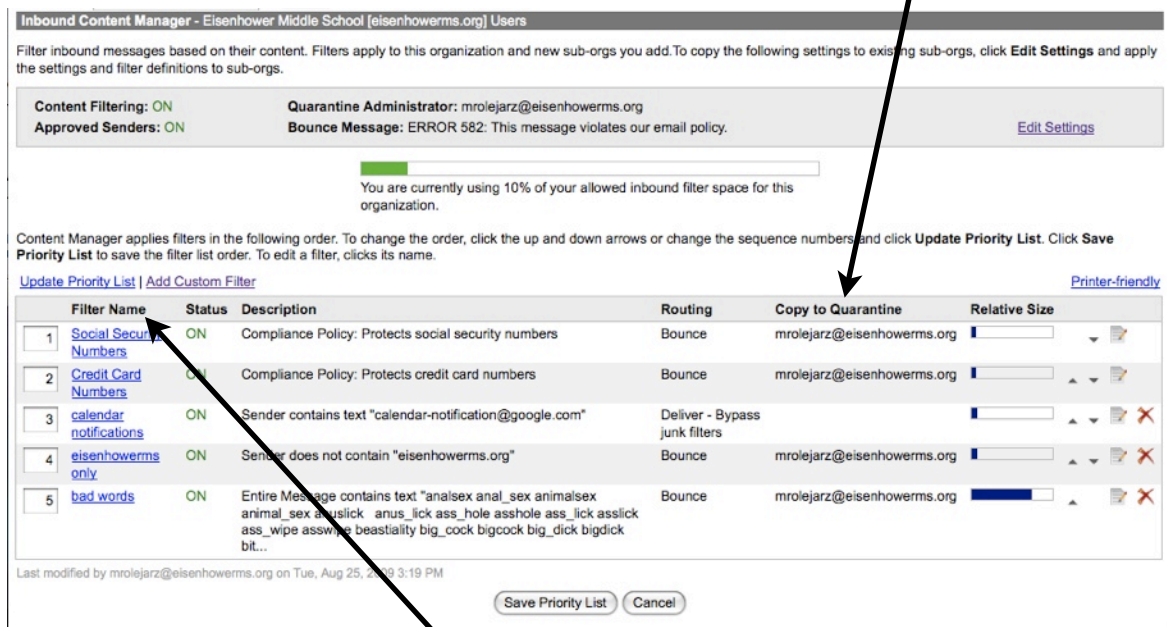 Inbound Content Manager - Eisenhower Middle School [eisenhowerms.org] Users
Filter inbound messages based on their content. Filters apply to this organization and new sub-orgs you add.To copy the following settings to existing sub-orgs, click Edit Settings and apply
the settings and filter definitions to sub-orgs.
Content Filtering: ON Quarantine Administrator: mrolejarz@eisenhowerms.org
Approved Senders: ON Bounce Message: ERROR 582: This message violates our email policy. Edit Settings
You are currently using 10% of your allowed inbound filter space for this
organization.
Content Manager applies filters in the following order. To change the order, click the up and down arrows or change the sequence numbers and click Update Priority List. Click Save
Priority List to save the filter list order. To edit a filter, clicks its name.
Update Priority List | Add Custom Filter Printer-friendly
Filter Name Status Description Routing Copy to Quarantine Relative Size
1 Social Security ON Compliance Policy: Protects social security numbers Bounce mrolejarz@eisenhowerms.org
Numbers
2 Credit Card ON Compliance Policy: Protects credit card numbers Bounce mrolejarz@eisenhowerms.org
Numbers
3 calendar ON Sender contains text "calendar-notification@google.com" Deliver - Bypass mrolejarz@eisenhowerms.org
notifications junk filters
4 eisenhowerms ON Sender does not contain "eisenhowerms.org" Bounce mrolejarz@eisenhowerms.org
only
5 bad words ON Entire Message contains text "analsex anal_sex animalsex Bounce mrolejarz@eisenhowerms.org
animal_sex anuslick anus_lick ass_hole asshole ass_lick asslick
ass_wipe asswipe beastiality big_cock bigcock big_dick bigdick
bit...
Last modified by mrolejarz@eisenhowerms.org on Tue, Aug 25, 2009 3:19 PM
Save Priority List Cancel